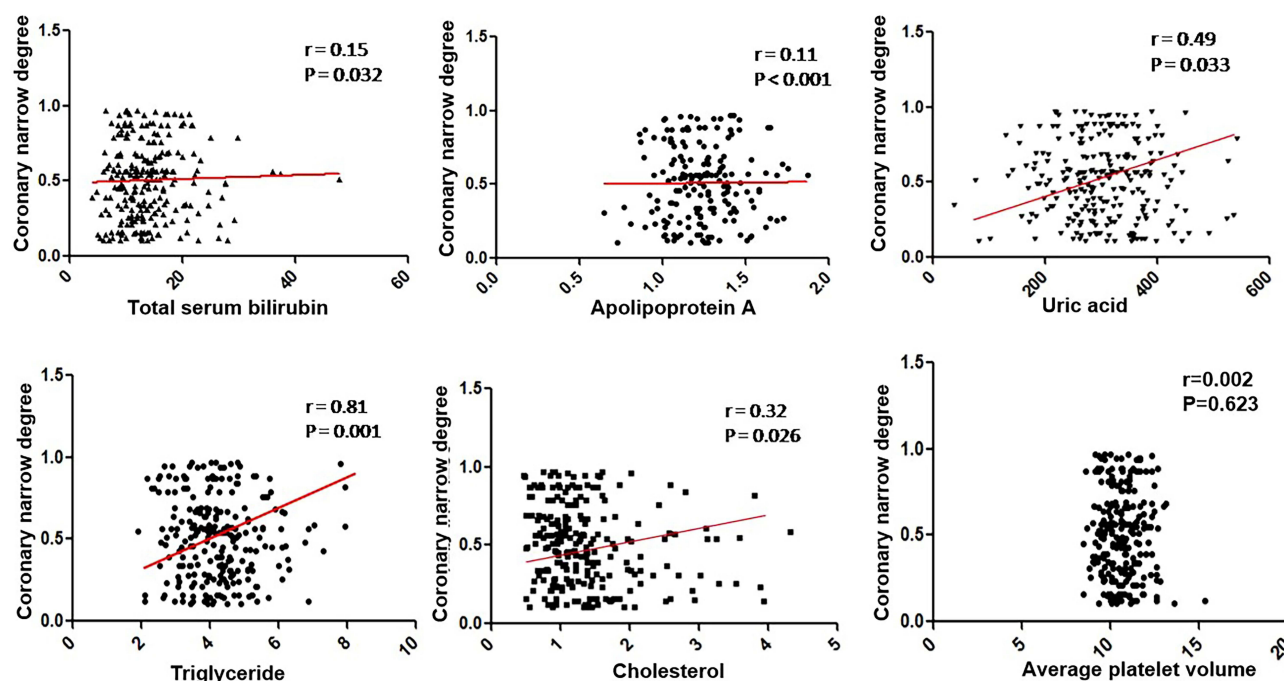 Coronary narrow degree
1.5
1.0
0.5
0.0
r = 0.15
P = 0.032
0
20
40
60
Total serum bilirubin
Coronary narrow degree
1.5
1.0
0.5
0.0
r = 0.11
P < 0.001
0.0
0.5
1.0
1.5
2.0
Apolipoprotein A
Coronary narrow degree
1.5
1.0
0.5
0.0
r = 0.49
P = 0.033
0
200
400
600
Uric acid
Coronary narrow degree
1.5
1.0
0.5
0.0
r = 0.81
P = 0.001
0
2
4
6
8
10
Triglyceride
Coronary narrow degree
1.5
1.0
0.5
0.0
r = 0.32
P = 0.026
0
1
2
3
4
5
Cholesterol
Coronary narrow degree
1.5
1.0
0.5
0.0
r=0.002
P=0.623
0
5
10
15
20
Average platelet volume